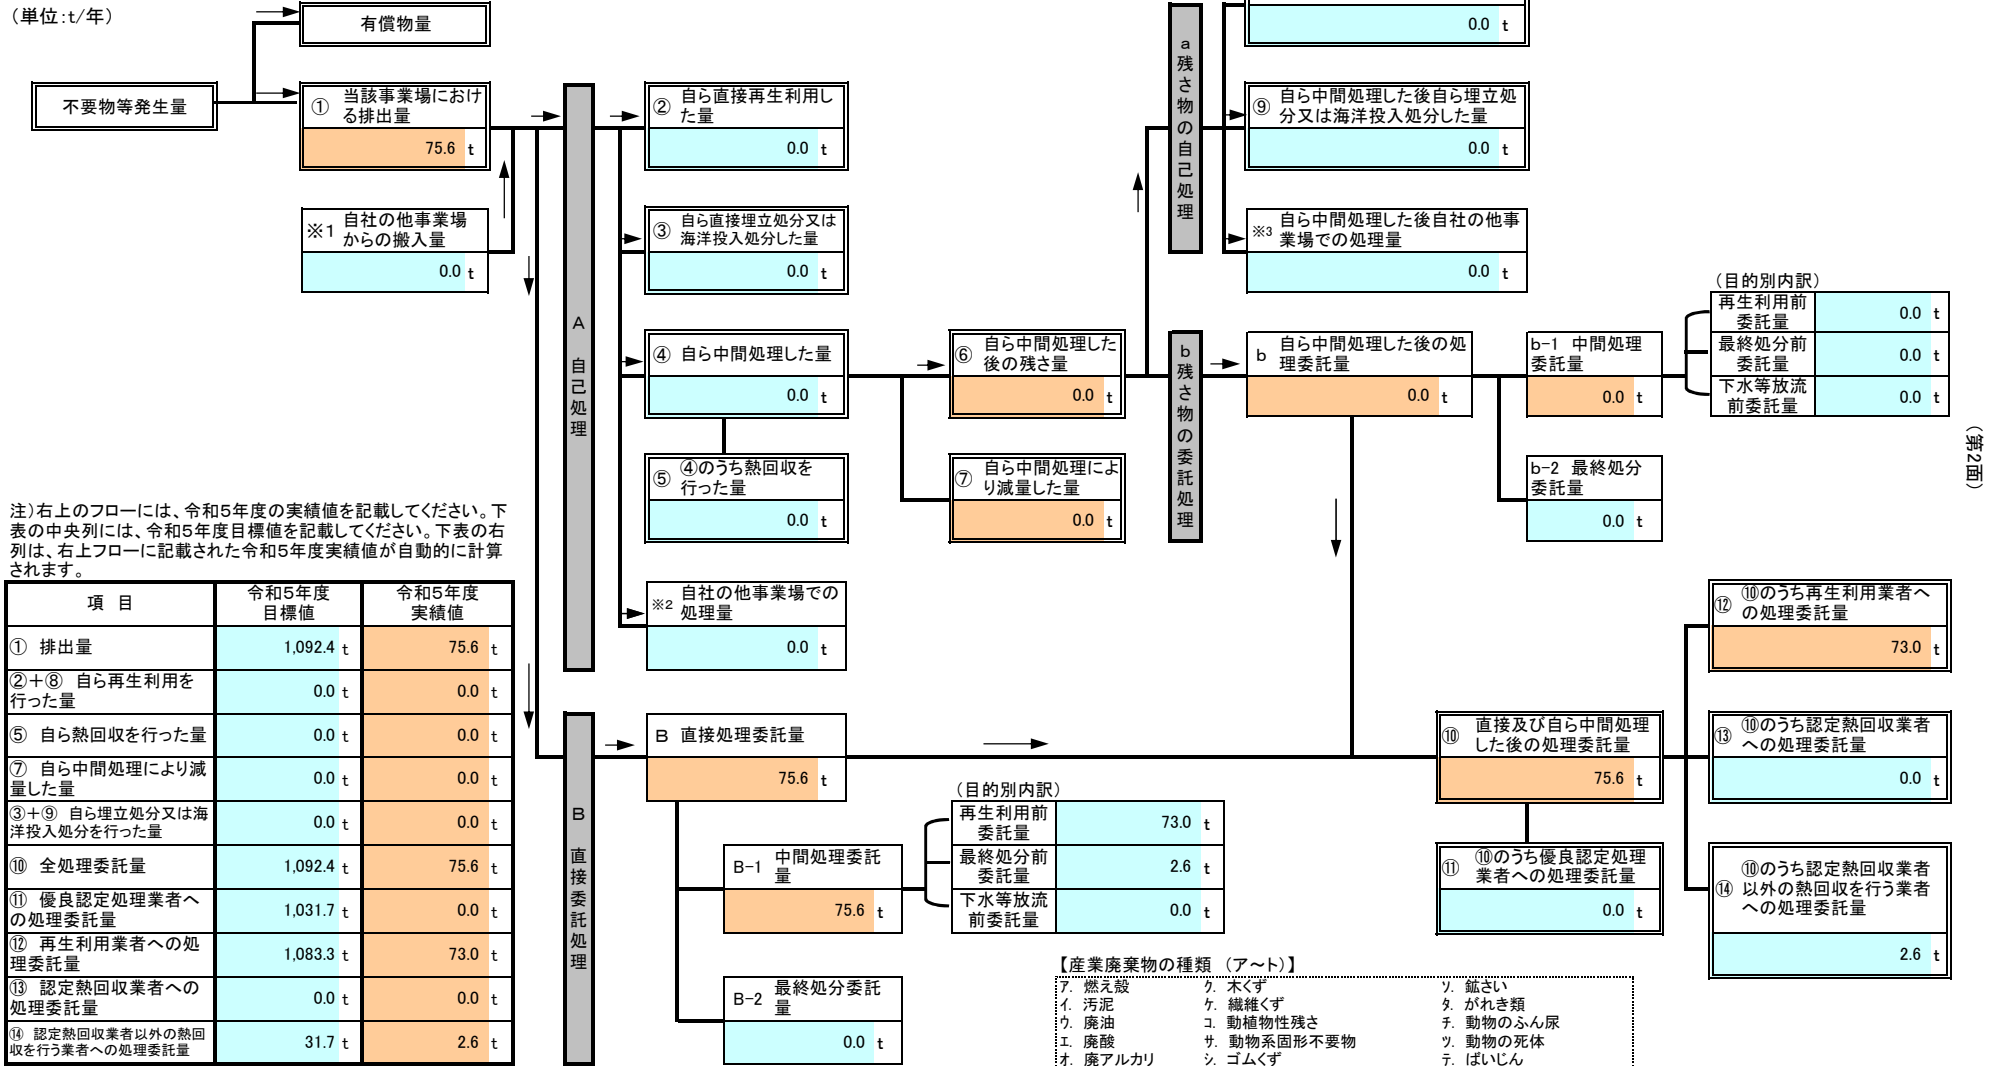 (単位:t/年)
有償物量
不要物等発生量
① 当該事業場におけ
る排出量
75.6 t
※1 自社の他事業場
からの搬入量
0.0 t
A 自己処理
② 自ら直接再生利用し
た量
0.0 t
③ 自ら直接埋立処分又は
海洋投入処分した量
0.0 t
④ 自ら中間処理した量
0.0 t
⑤ ④のうち熱回収を
行った量
0.0 t
※2 自社の他事業場での
処理量
0.0 t
⑥ 自ら中間処理した
後の残さ量
0.0 t
⑦ 自ら中間処理によ
り減量した量
0.0 t
a 残さ物の自己処理
0.0 t
⑨ 自ら中間処理した後自ら埋立処
分又は海洋投入処分した量
0.0 t
※3 自ら中間処理した後自社の他事
業場での処理量
0.0 t
b 残さ物の委託処理
b 自ら中間処理した後の処
理委託量
0.0 t
b-1 中間処理
委託量
0.0 t
b-2 最終処分
委託量
0.0 t
(目的別内訳)
再生利用前
委託量
0.0 t
最終処分前
委託量
0.0 t
下水等放流
前委託量
0.0 t
(第2面)
注)右上のフローには、令和5年度の実績値を記載してください。下
表の中央列には、令和5年度目標値を記載してください。下表の右
列は、右上フローに記載された令和5年度実績値が自動的に計算
されます。
項 目 令和5年度
目標値 令和5年度
実績値
① 排出量 1,092.4 t 75.6 t
②+⑧ 自ら再生利用を
行った量 0.0 t 0.0 t
⑤ 自ら熱回収を行った量 0.0 t 0.0 t
⑦ 自ら中間処理により減
量した量 0.0 t 0.0 t
③+⑨ 自ら埋立処分又は海
洋投入処分を行った量 0.0 t 0.0 t
⑩ 全処理委託量 1,092.4 t 75.6 t
⑪ 優良認定処理業者へ
の処理委託量 1,031.7 t 0.0 t
⑫ 再生利用業者への処
理委託量 1,083.3 t 73.0 t
⑬ 認定熱回収業者への
処理委託量 0.0 t 0.0 t
⑭ 認定熱回収業者以外の熱回
収を行う業者への処理委託量 31.7 t 2.6 t
B 直接委託処理
B 直接処理委託量
75.6 t
B-1 中間処理委託
量
75.6 t
B-2 最終処分委託
量
0.0 t
(目的別内訳)
再生利用前
委託量
73.0 t
最終処分前
委託量
2.6 t
下水等放流
前委託量
0.0 t
⑩ 直接及び自ら中間処理
した後の処理委託量
75.6 t
⑪ ⑩のうち優良認定処理
業者への処理委託量
0.0 t
⑫ ⑩のうち再生利用業者へ
の処理委託量
73.0 t
⑬ ⑩のうち認定熱回収業者
への処理委託量
0.0 t
⑭ ⑩のうち認定熱回収業者
以外の熱回収を行う業者
への処理委託量
2.6 t
【産業廃棄物の種類 (ア~ト)】
ア. 燃え殻 ク. 木くず ソ. 鉱さい
イ. 汚泥 ケ. 繊維くず タ. がれき類
ウ. 廃油 コ. 動植物性残さ チ. 動物のふん尿
エ. 廃酸 サ. 動物系固形不要物 ツ. 動物の死体
オ. 廃アルカリ シ. ゴムくず テ. ばいじん